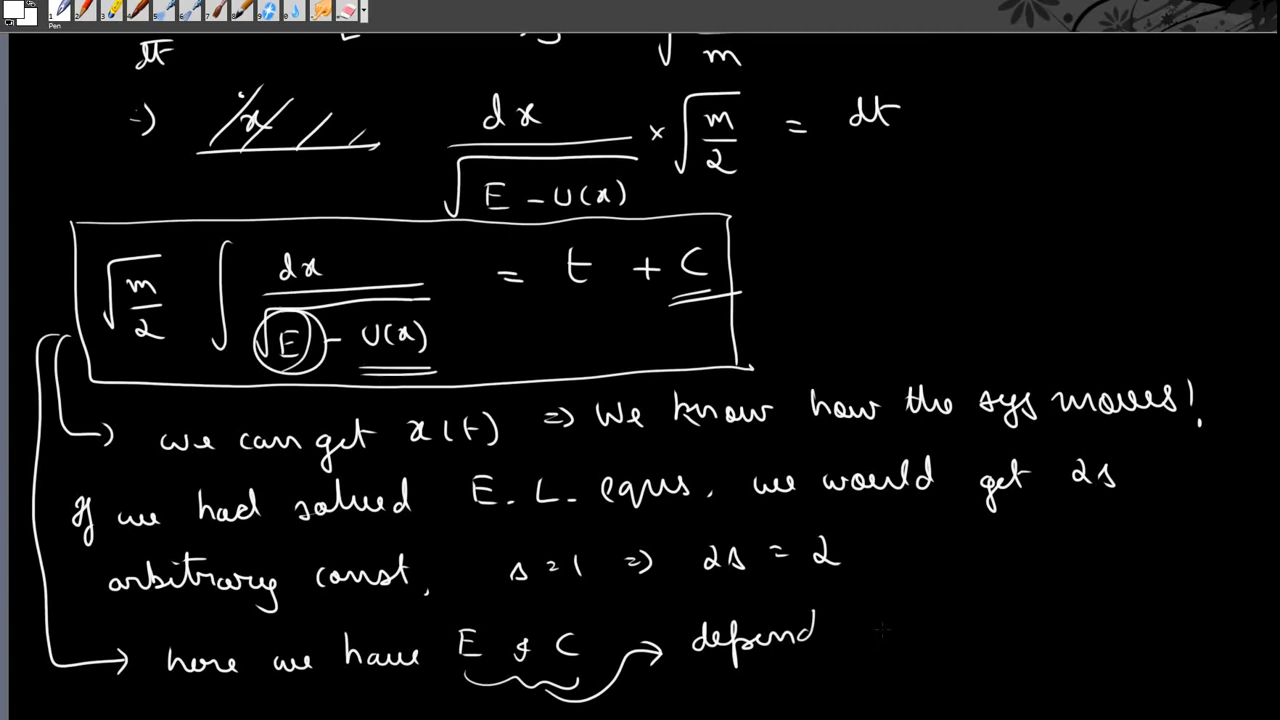 dt √ m
⇒ dx / √(E - U(x)) × √(m/2) = dt
√(m/2) ∫ dx / √(E - U(x)) = t + C
→ we can get x(t) ⇒ We know how the sys moves!
If we had solved E. L. equs. we would get 2s
arbitrary const. s = 1 ⇒ 2s = 2
→ here we have E & C → depend